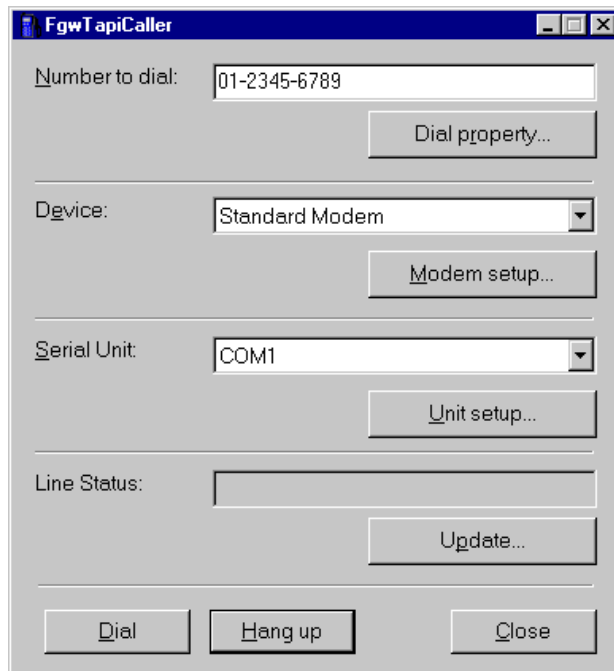 FgwTapiCaller
Number to dial: 01-2345-6789
Dial property...
Device: Standard Modem
Modem setup...
Serial Unit: COM1
Unit setup...
Line Status:
Update...
Dial Hang up Close